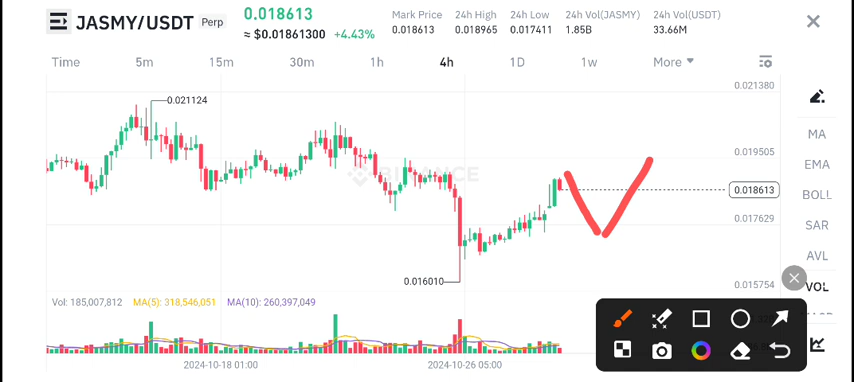 JASMY/USDT Perp
0.018613
≈ $0.01861300 +4.43%
Mark Price
0.018613
24h High
0.018965
24h Low
0.017411
24h Vol(JASMY)
1.85B
24h Vol(USDT)
33.66M
Time 5m 15m 30m 1h 4h 1D 1w More
0.021380
0.021124
MA
0.019505
EMA
BINANCE
0.018613
BOLL
0.017629
SAR
AVL
0.016010
0.015754
VOL
Vol: 185,007,812 MA(5): 318,546,051 MA(10): 260,397,049
2024-10-18 01:00 2024-10-26 05:00